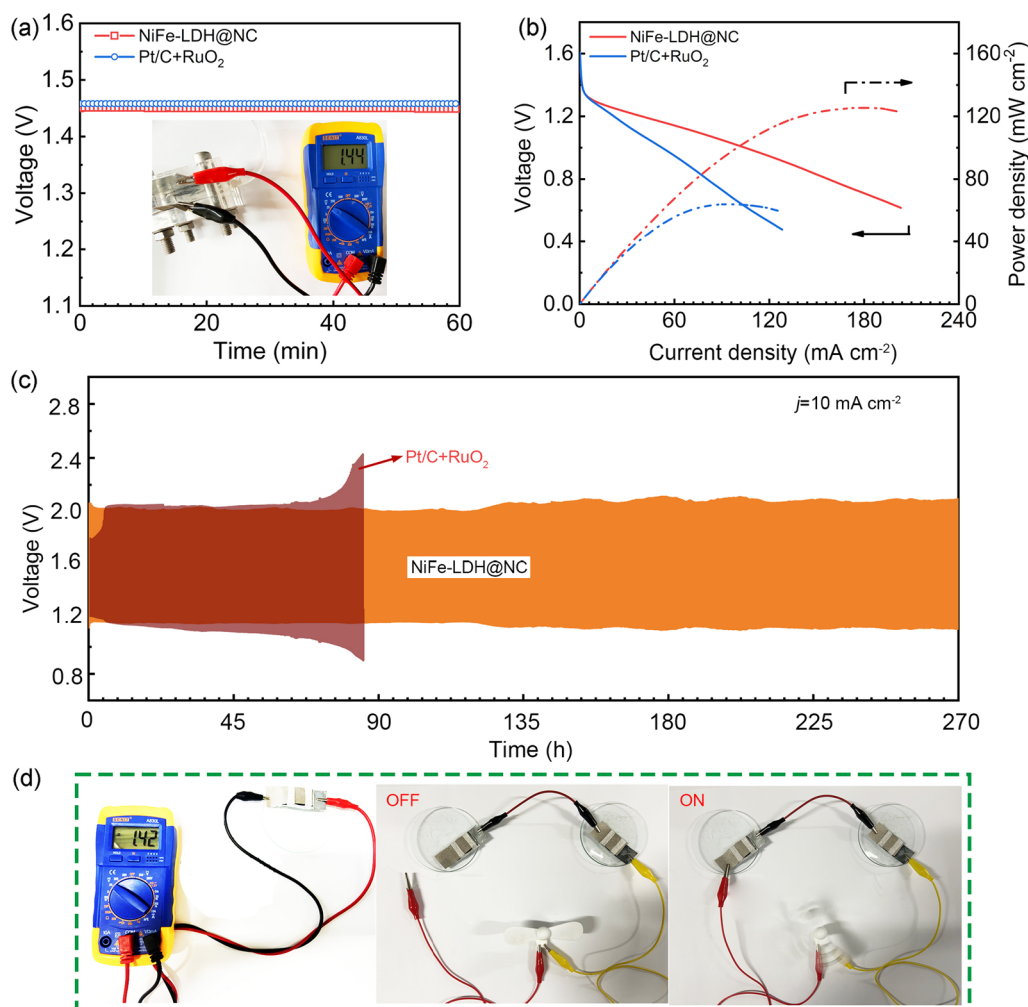 (a)
1.6
1.5
1.4
1.3
1.2
1.1
Voltage (V)
NiFe-LDH@NC
Pt/C+RuO2
1.44
A830L
0
20
40
60
Time (min)
(b)
1.6
1.2
0.8
0.4
0.0
Voltage (V)
NiFe-LDH@NC
Pt/C+RuO2
160
120
80
40
0
Power density (mW cm-2)
0
60
120
180
240
Current density (mA cm-2)
(c)
2.8
2.4
2.0
1.6
1.2
0.8
Voltage (V)
j=10 mA cm-2
Pt/C+RuO2
NiFe-LDH@NC
0
45
90
135
180
225
270
Time (h)
(d)
1.42
A830L
OFF
ON